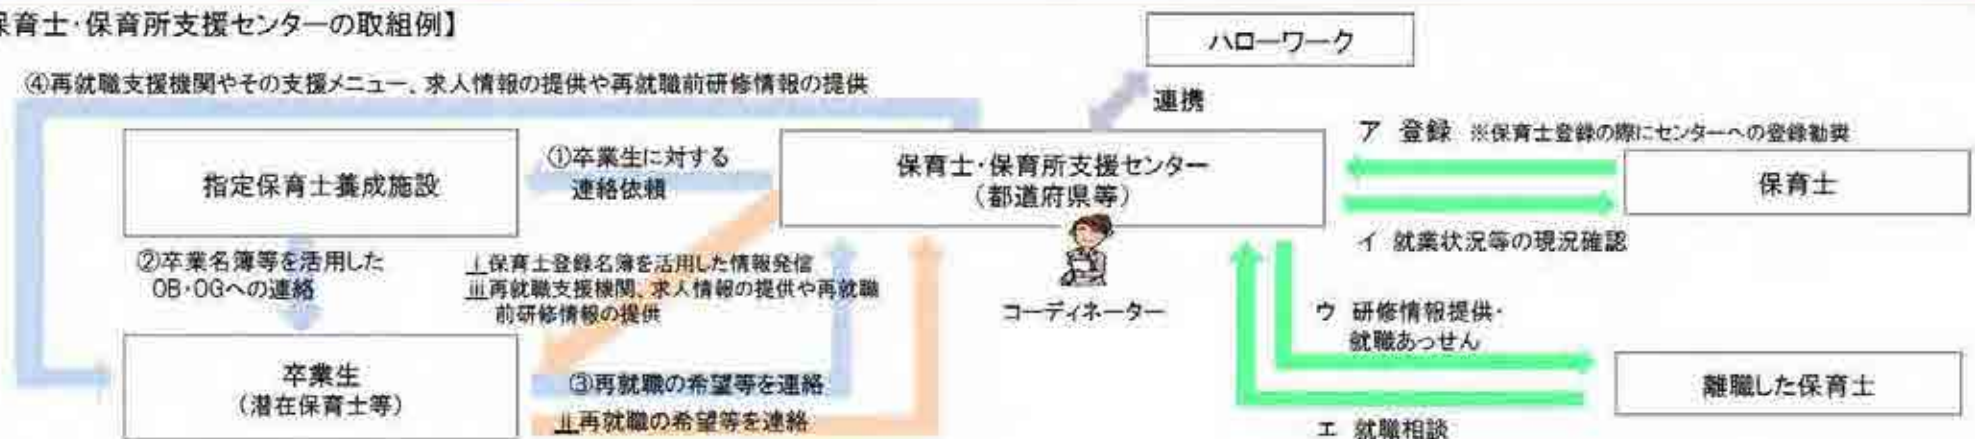 保育士・保育所支援センターの取組例】
ハローワーク
④再就職支援機関やその支援メニュー、求人情報の提供や再就職前研修情報の提供
連携
ア 登録 ※保育士登録の際にセンターへの登録勧奨
①卒業生に対する
連絡依頼
指定保育士養成施設
保育士・保育所支援センター
(都道府県等)
保育士
イ 就業状況等の現況確認
②卒業名簿等を活用した
OB・OGへの連絡
ⅰ保育士登録名簿を活用した情報発信
ⅲ再就職支援機関、求人情報の提供や再就職
前研修情報の提供
コーディネーター
ウ 研修情報提供・
就職あっせん
卒業生
(潜在保育士等)
③再就職の希望等を連絡
ⅱ再就職の希望等を連絡
離職した保育士
エ 就職相談